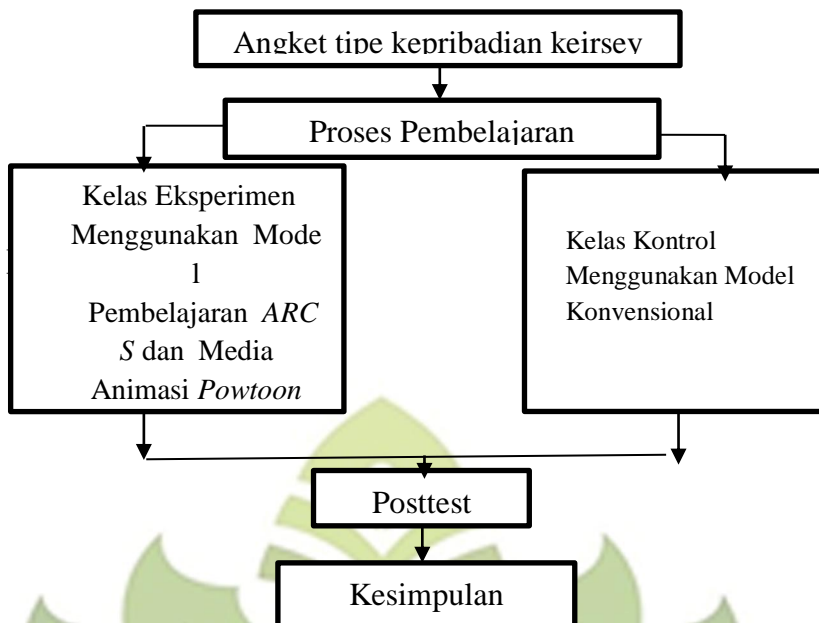 Angket tipe kepribadian keirsey
Proses Pembelajaran
Kelas Eksperimen
Menggunakan Mode
l
Pembelajaran ARC
S dan Media
Animasi Powtoon
Kelas Kontrol
Menggunakan Model
Konvensional
Posttest
Kesimpulan